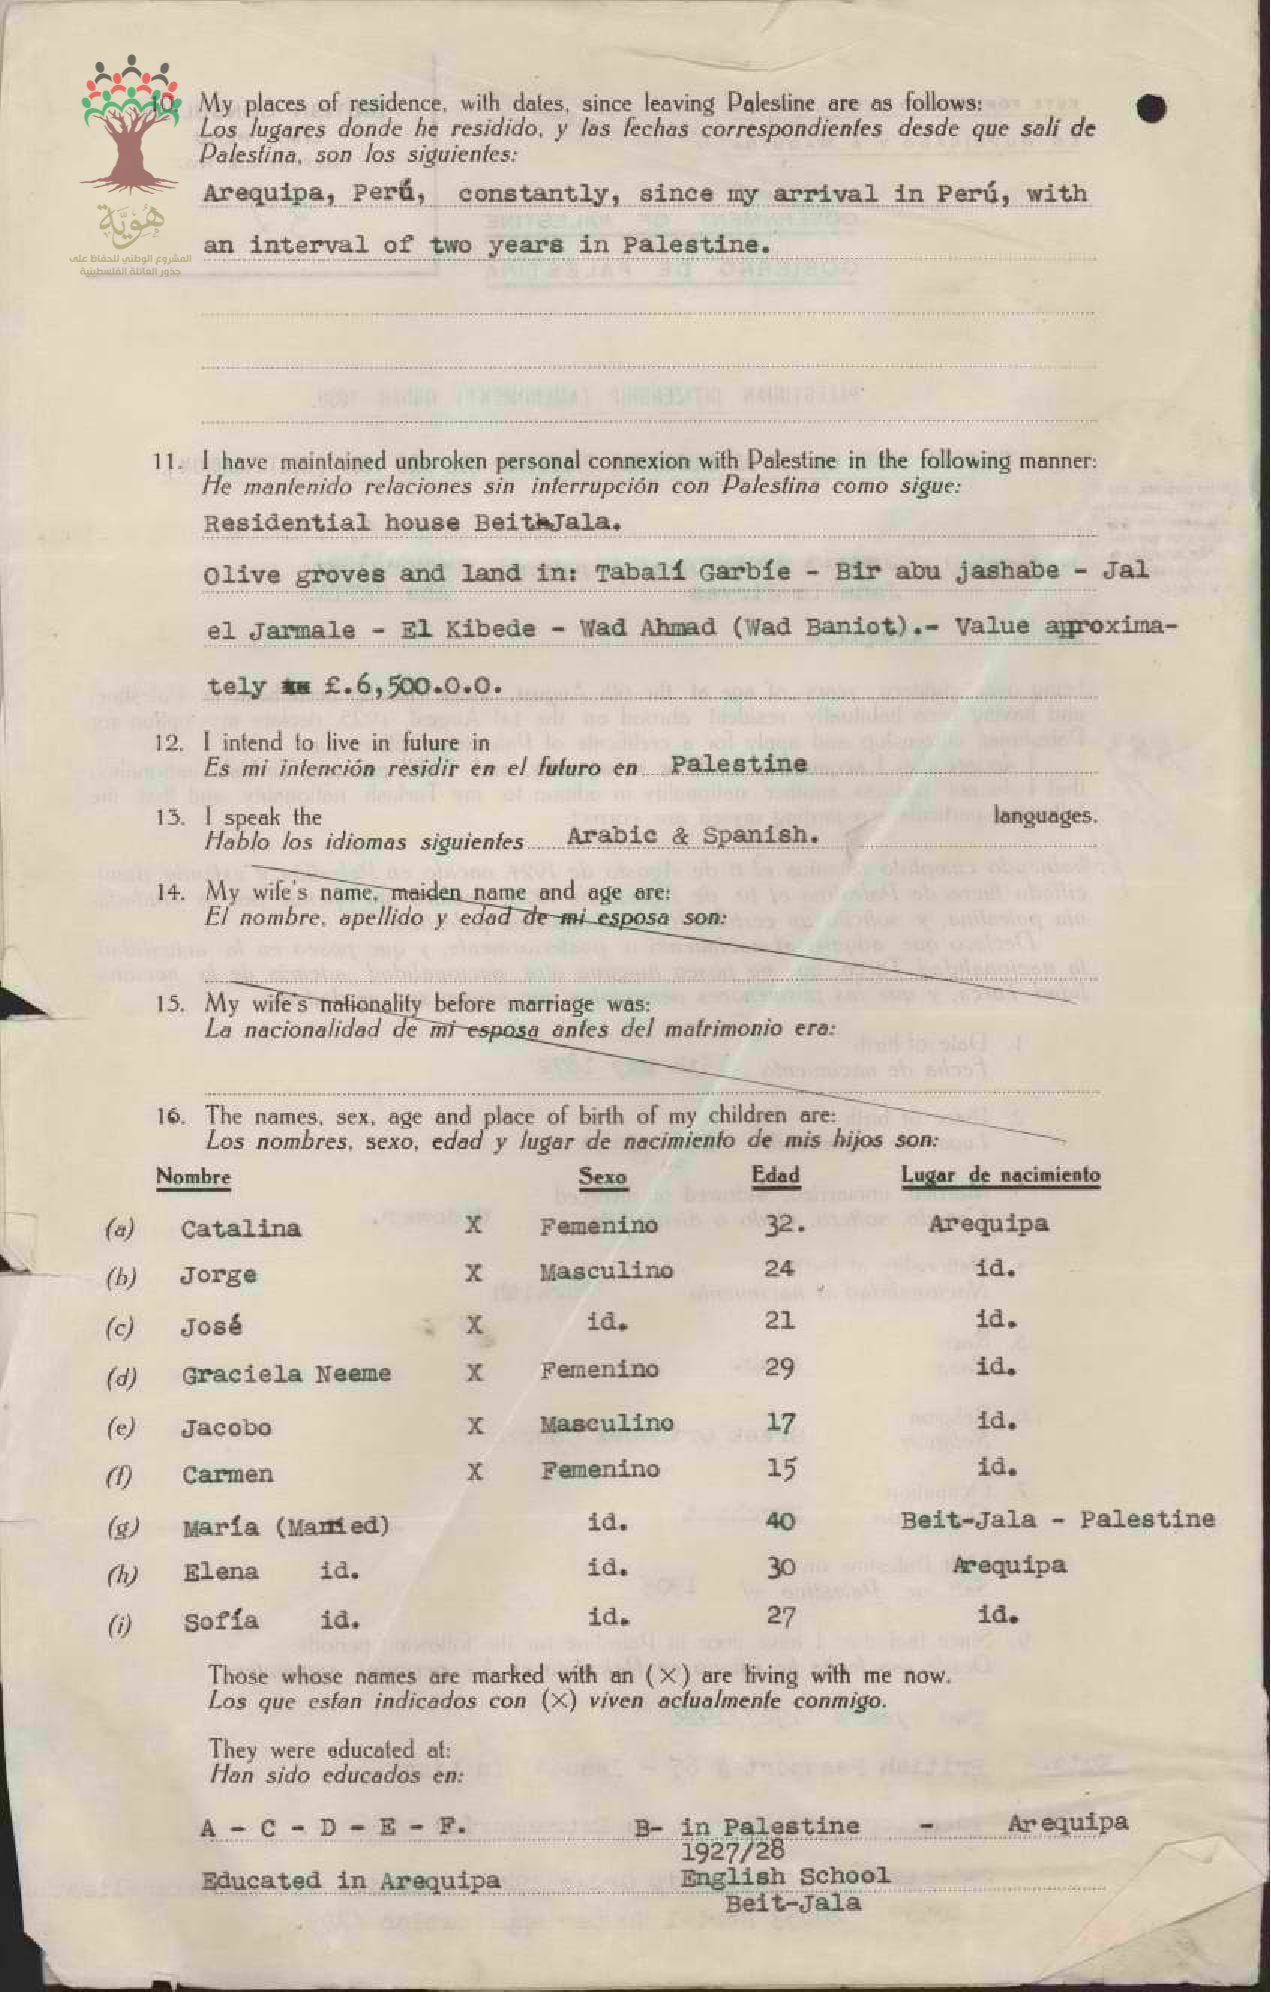 هُويَّة
المشروع الوطني للحفاظ على
جذور العائلة الفلسطينية
10. My places of residence, with dates, since leaving Palestine are as follows:
Los lugares donde he residido, y las fechas correspondientes desde que salí de
Palestina, son los siguientes:
Arequipa, Perú, constantly, since my arrival in Perú, with
an interval of two years in Palestine.
11. I have maintained unbroken personal connexion with Palestine in the following manner:
He mantenido relaciones sin interrupción con Palestina como sigue:
Residential house Beit-Jala.
Olive groves and land in: Tabalí Garbíe - Bir abu jashabe - Jal
el Jarmale - El Kibede - Wad Ahmad (Wad Baniot).- Value aproxima-
tely £.6,500.0.0.
12. I intend to live in future in
Es mi intención residir en el futuro en Palestine
13. I speak the languages.
Hablo los idiomas siguientes Arabic & Spanish.
14. My wife's name, maiden name and age are:
El nombre, apellido y edad de mi esposa son:
15. My wife's nationality before marriage was:
La nacionalidad de mi esposa antes del matrimonio era:
16. The names, sex, age and place of birth of my children are:
Los nombres, sexo, edad y lugar de nacimiento de mis hijos son:
Nombre Sexo Edad Lugar de nacimiento
(a) Catalina X Femenino 32. Arequipa
(b) Jorge X Masculino 24 id.
(c) José X id. 21 id.
(d) Graciela Neeme X Femenino 29 id.
(e) Jacobo X Masculino 17 id.
(f) Carmen X Femenino 15 id.
(g) María (Married) id. 40 Beit-Jala - Palestine
(h) Elena id. id. 30 Arequipa
(i) Sofía id. id. 27 id.
Those whose names are marked with an (X) are living with me now.
Los que estan indicados con (X) viven actualmente conmigo.
They were educated at:
Han sido educados en:
A - C - D - E - F. B- in Palestine - Arequipa
1927/28
Educated in Arequipa English School
Beit-Jala